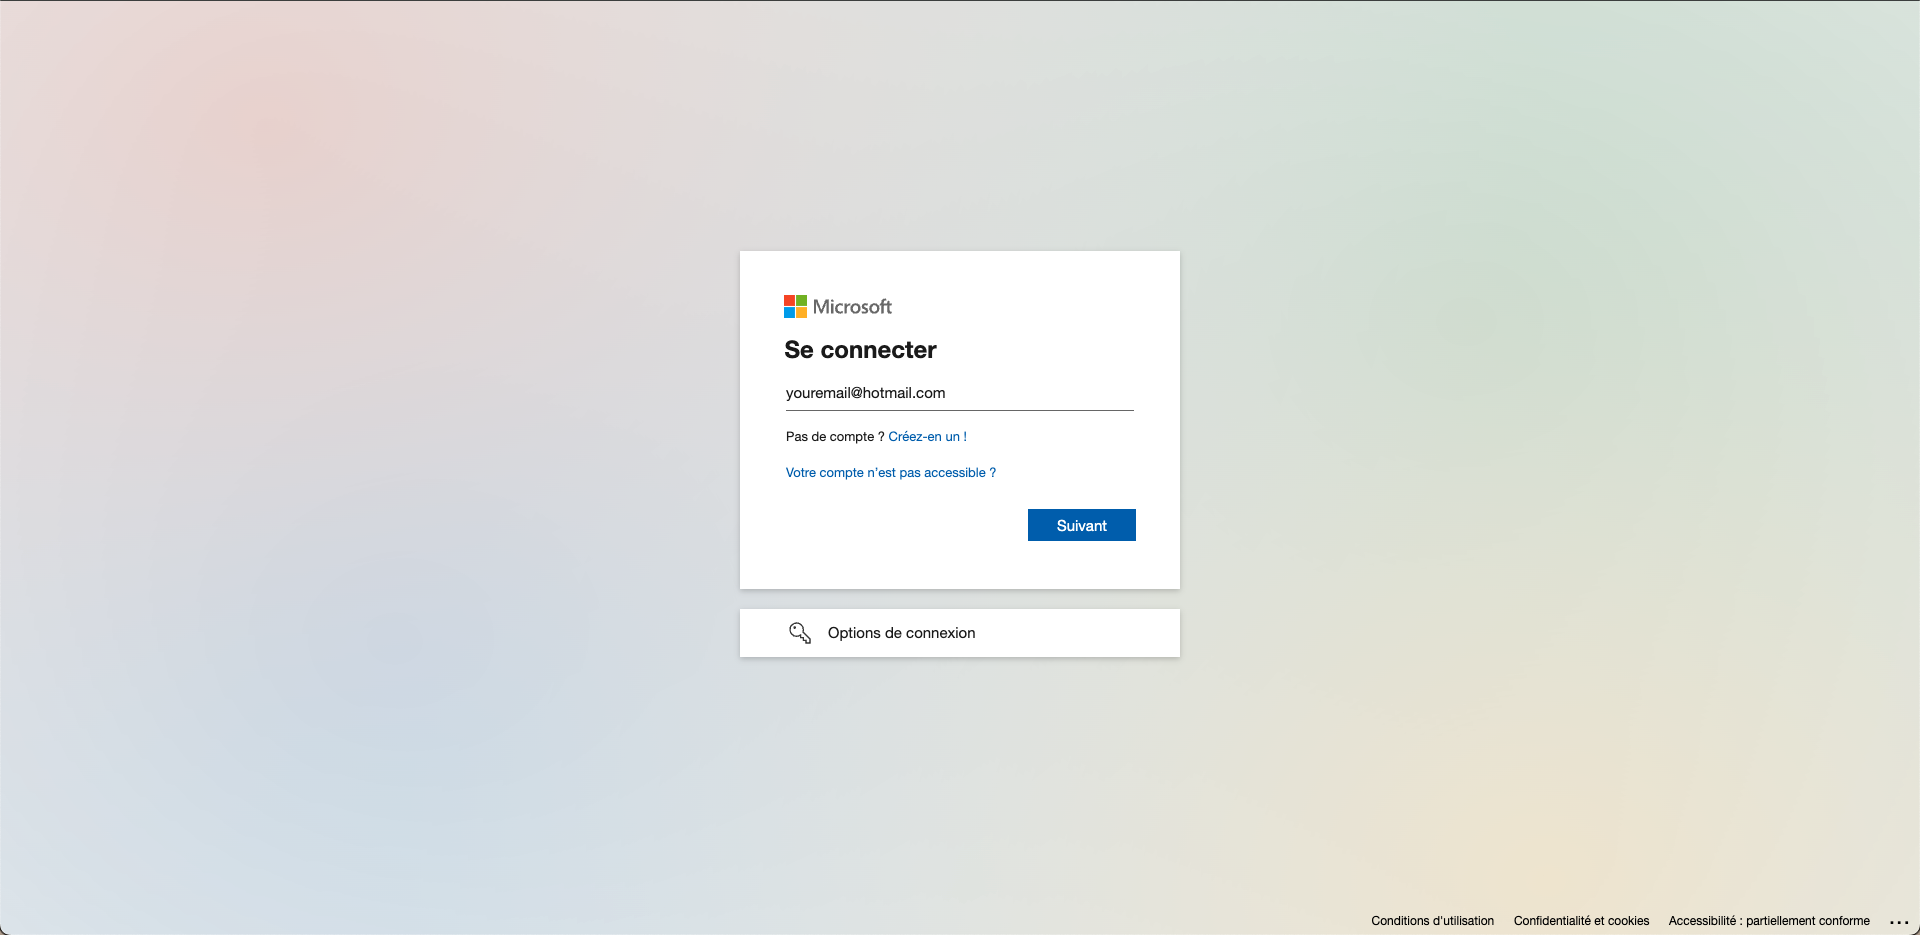 Microsoft
Se connecter
youremail@hotmail.com
Pas de compte ? Créez-en un !
Votre compte n’est pas accessible ?
Suivant
Options de connexion
Conditions d'utilisation Confidentialité et cookies Accessibilité : partiellement conforme ...